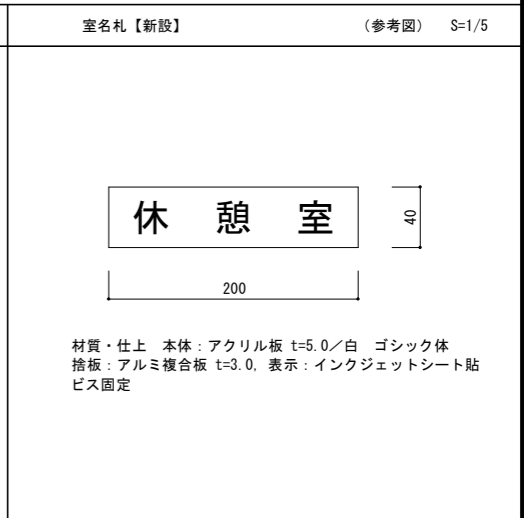 室名札【新設】 (参考図) S=1/5
休憩室
40
200
材質・仕上 本体：アクリル板 t=5.0／白 ゴシック体
捨板：アルミ複合板 t=3.0, 表示：インクジェットシート貼
ビス固定